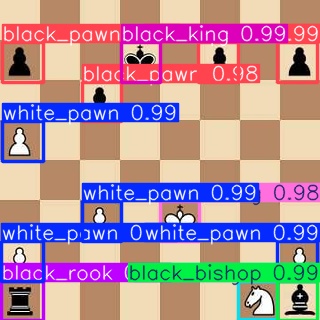 black_pawn black_king 0.99 .99
black_pawr 0.98
white_pawn 0.99
white_pawn 0.99 0.98
white_pawn 0 white_pawn 0.99
black_rook black_bishop 0.99